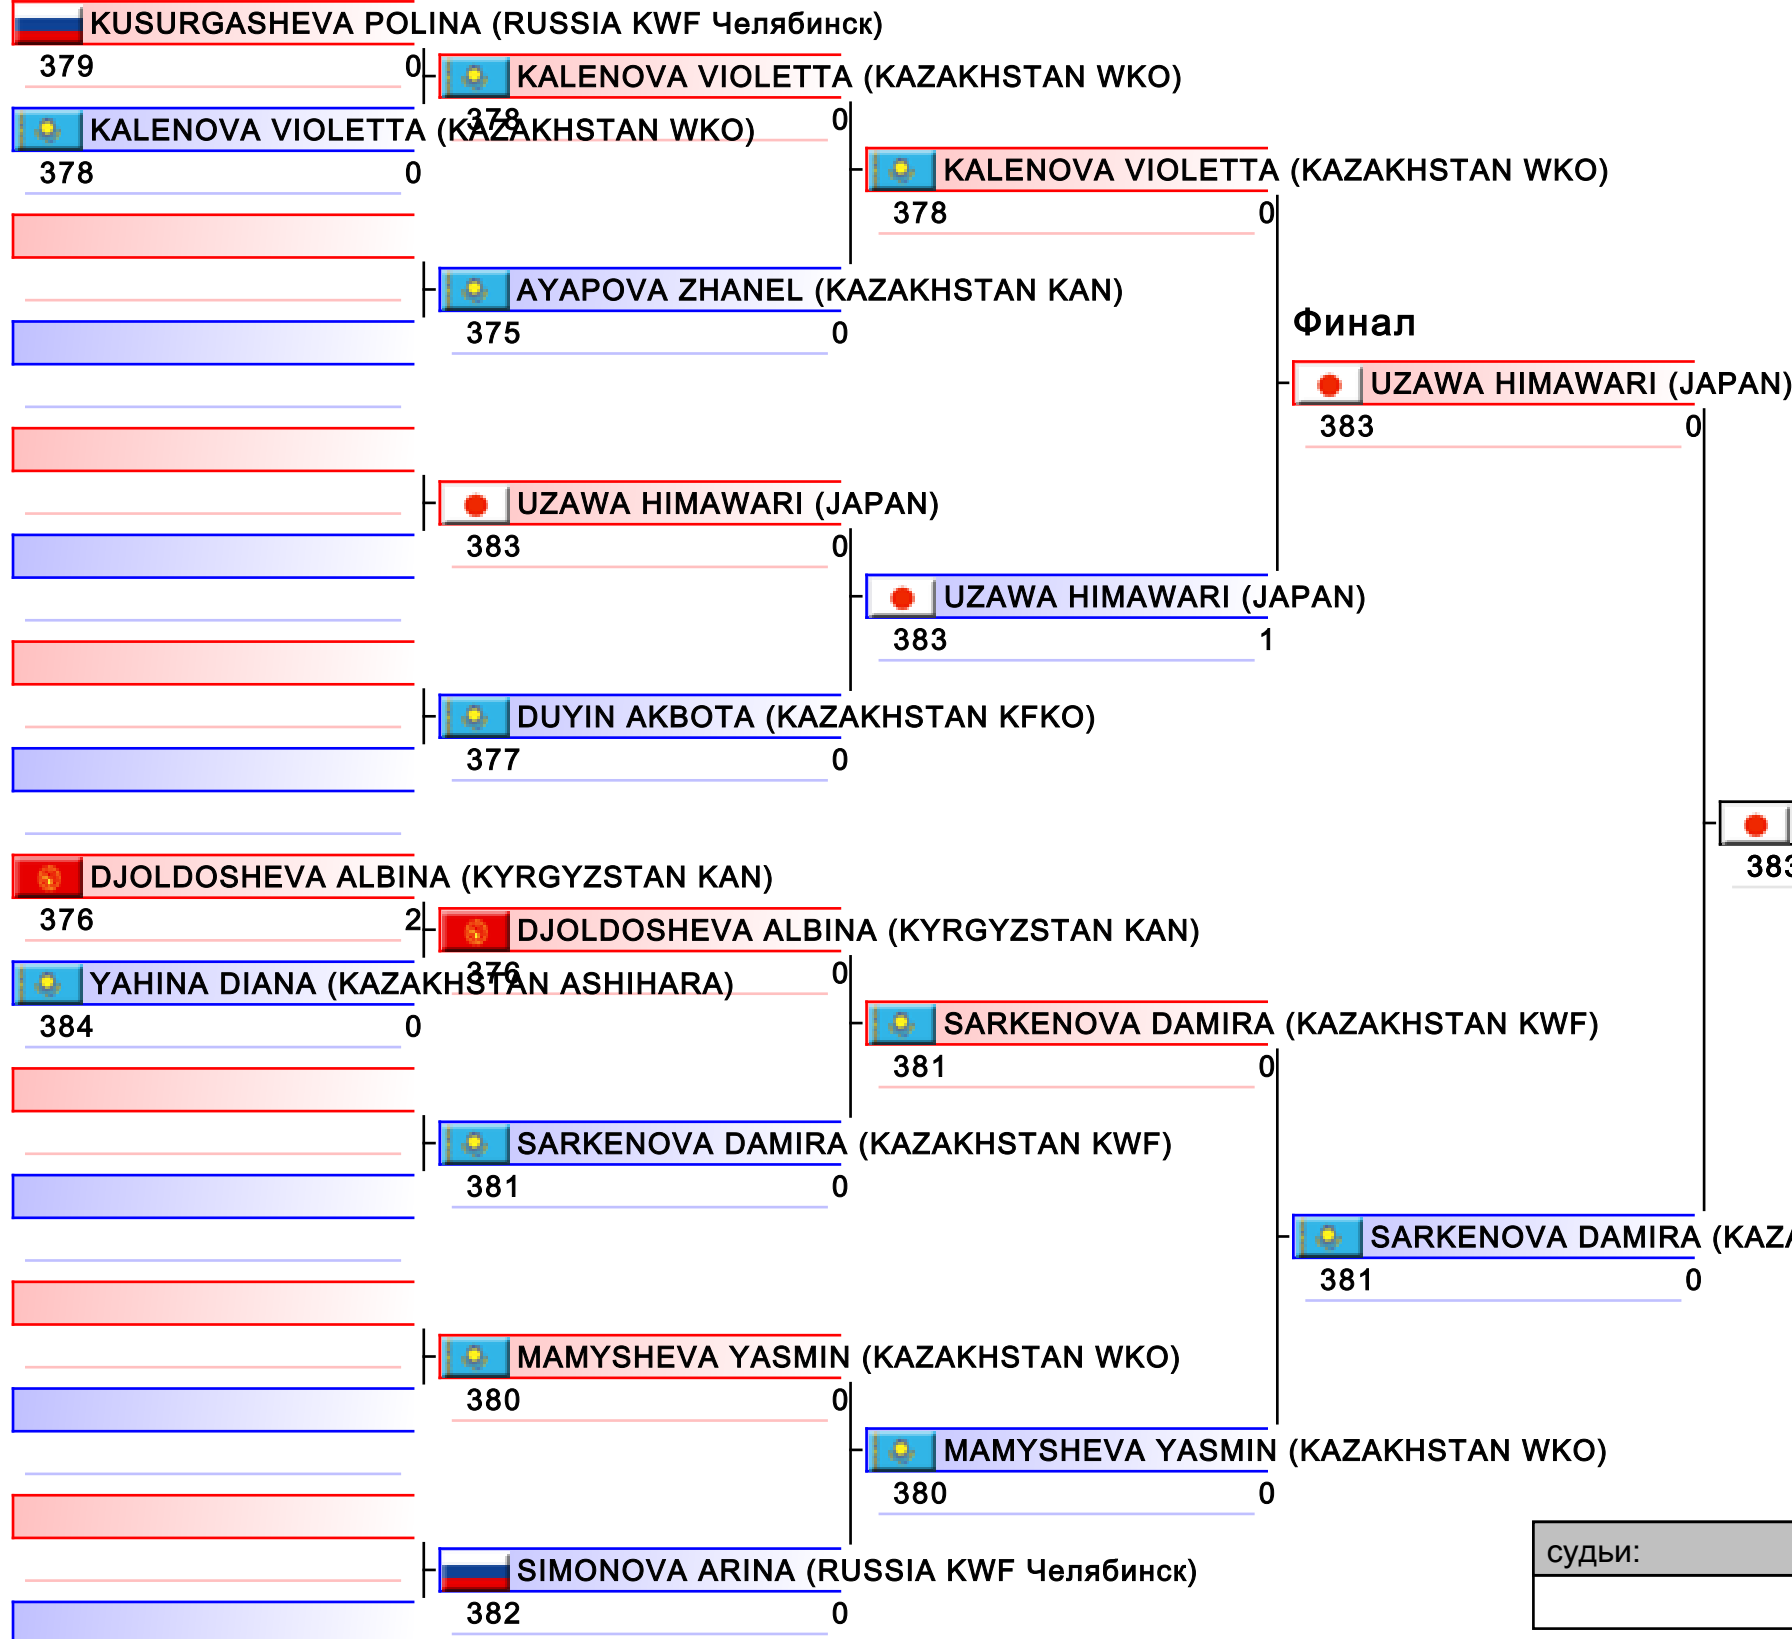 KUSURGASHEVA POLINA (RUSSIA KWF Челябинск)
379 0
KALENOVA VIOLETTA (KAZAKHSTAN WKO)
378 0
KALENOVA VIOLETTA (KAZAKHSTAN WKO)
378 0
AYAPOVA ZHANEL (KAZAKHSTAN KAN)
375 0
KALENOVA VIOLETTA (KAZAKHSTAN WKO)
378 0
Финал
UZAWA HIMAWARI (JAPAN)
383 0
UZAWA HIMAWARI (JAPAN)
383 0
UZAWA HIMAWARI (JAPAN)
383 1
DUYIN AKBOTA (KAZAKHSTAN KFKO)
377 0
383
DJOLDOSHEVA ALBINA (KYRGYZSTAN KAN)
376 2
YAHINA DIANA (KAZAKHSTAN ASHIHARA)
384 0
DJOLDOSHEVA ALBINA (KYRGYZSTAN KAN)
376 0
SARKENOVA DAMIRA (KAZAKHSTAN KWF)
381 0
SARKENOVA DAMIRA (KAZAKHSTAN KWF)
381 0
SARKENOVA DAMIRA (KAZA
381 0
MAMYSHEVA YASMIN (KAZAKHSTAN WKO)
380 0
MAMYSHEVA YASMIN (KAZAKHSTAN WKO)
380 0
SIMONOVA ARINA (RUSSIA KWF Челябинск)
382 0
судьи: